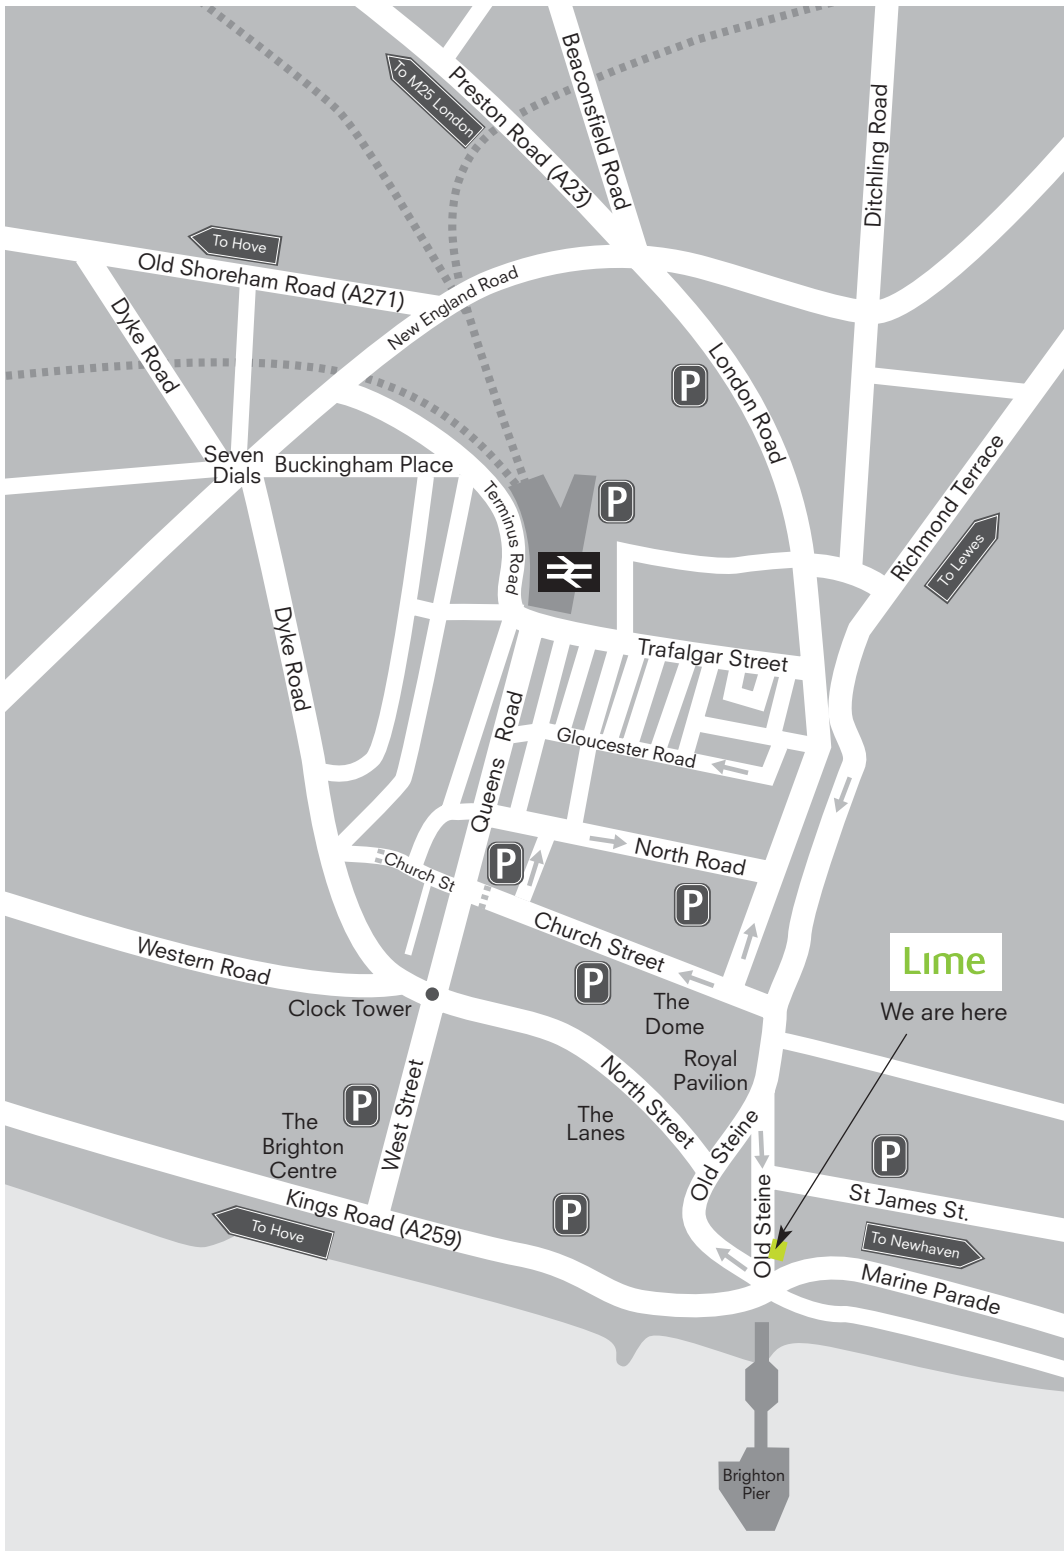 Beaconsfield Road
To M25 London
Preston Road (A23)
Ditchling Road
To Hove
Old Shoreham Road (A271)
New England Road
Dyke Road
London Road
P
Seven
Dials
Buckingham Place
Richmond Terrace
Terminus Road
P
To Lewes
Dyke Road
Trafalgar Street
Queens Road
Gloucester Road
North Road
P
Church St
P
Church Street
Western Road
Lime
P
Clock Tower
The
Dome
We are here
Royal
Pavilion
North Street
West Street
P
The
Brighton
Centre
The
Lanes
Old Steine
P
Old Steine
St James St.
Kings Road (A259)
To Hove
P
To Newhaven
Marine Parade
Brighton
Pier